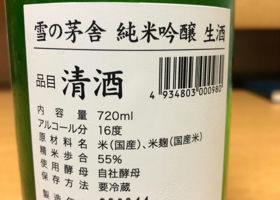 雪の茅舎 純米吟醸 生酒
品目 清酒
4934803000980
内容量 720ml
アルコール分 16度
原材料名 米(国産)、米麹(国産米)
精米歩合 55%
使用酵母 自社酵母
保存方法 要冷蔵